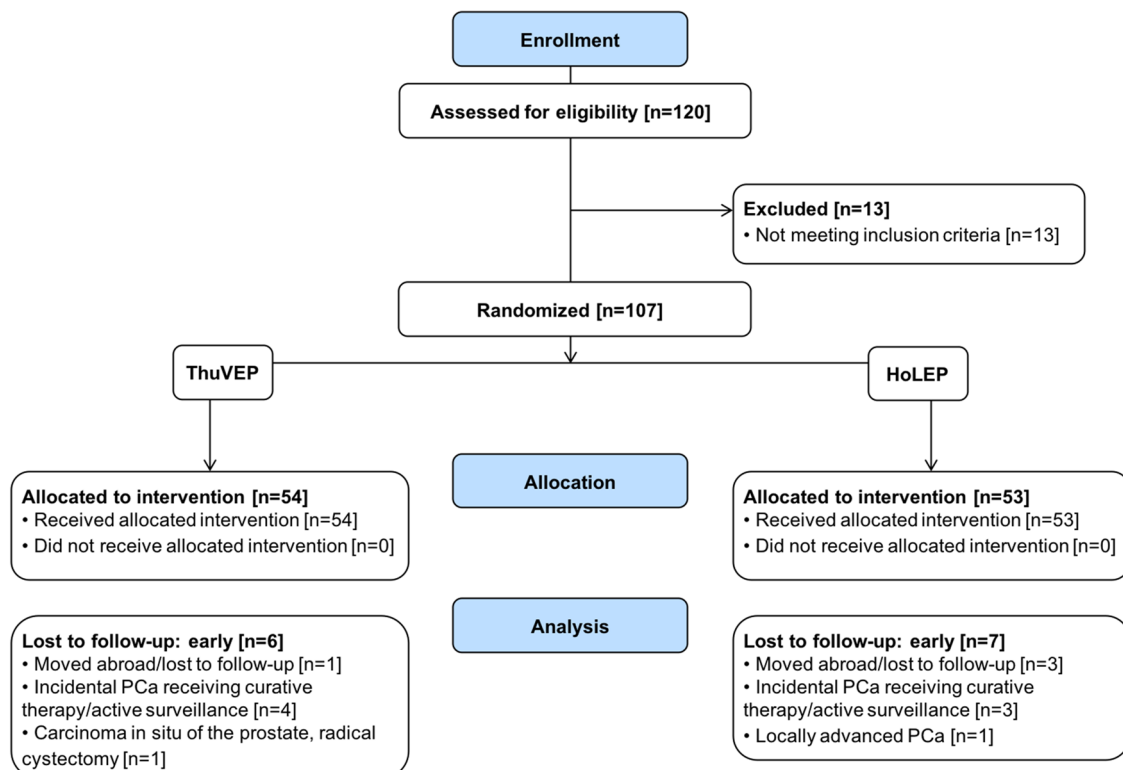 Enrollment
Assessed for eligibility [n=120]
Excluded [n=13]
• Not meeting inclusion criteria [n=13]
Randomized [n=107]
ThuVEP
HoLEP
Allocated to intervention [n=54]
• Received allocated intervention [n=54]
• Did not receive allocated intervention [n=0]
Allocation
Allocated to intervention [n=53]
• Received allocated intervention [n=53]
• Did not receive allocated intervention [n=0]
Lost to follow-up: early [n=6]
• Moved abroad/lost to follow-up [n=1]
• Incidental PCa receiving curative
therapy/active surveillance [n=4]
• Carcinoma in situ of the prostate, radical
cystectomy [n=1]
Analysis
Lost to follow-up: early [n=7]
• Moved abroad/lost to follow-up [n=3]
• Incidental PCa receiving curative
therapy/active surveillance [n=3]
• Locally advanced PCa [n=1]